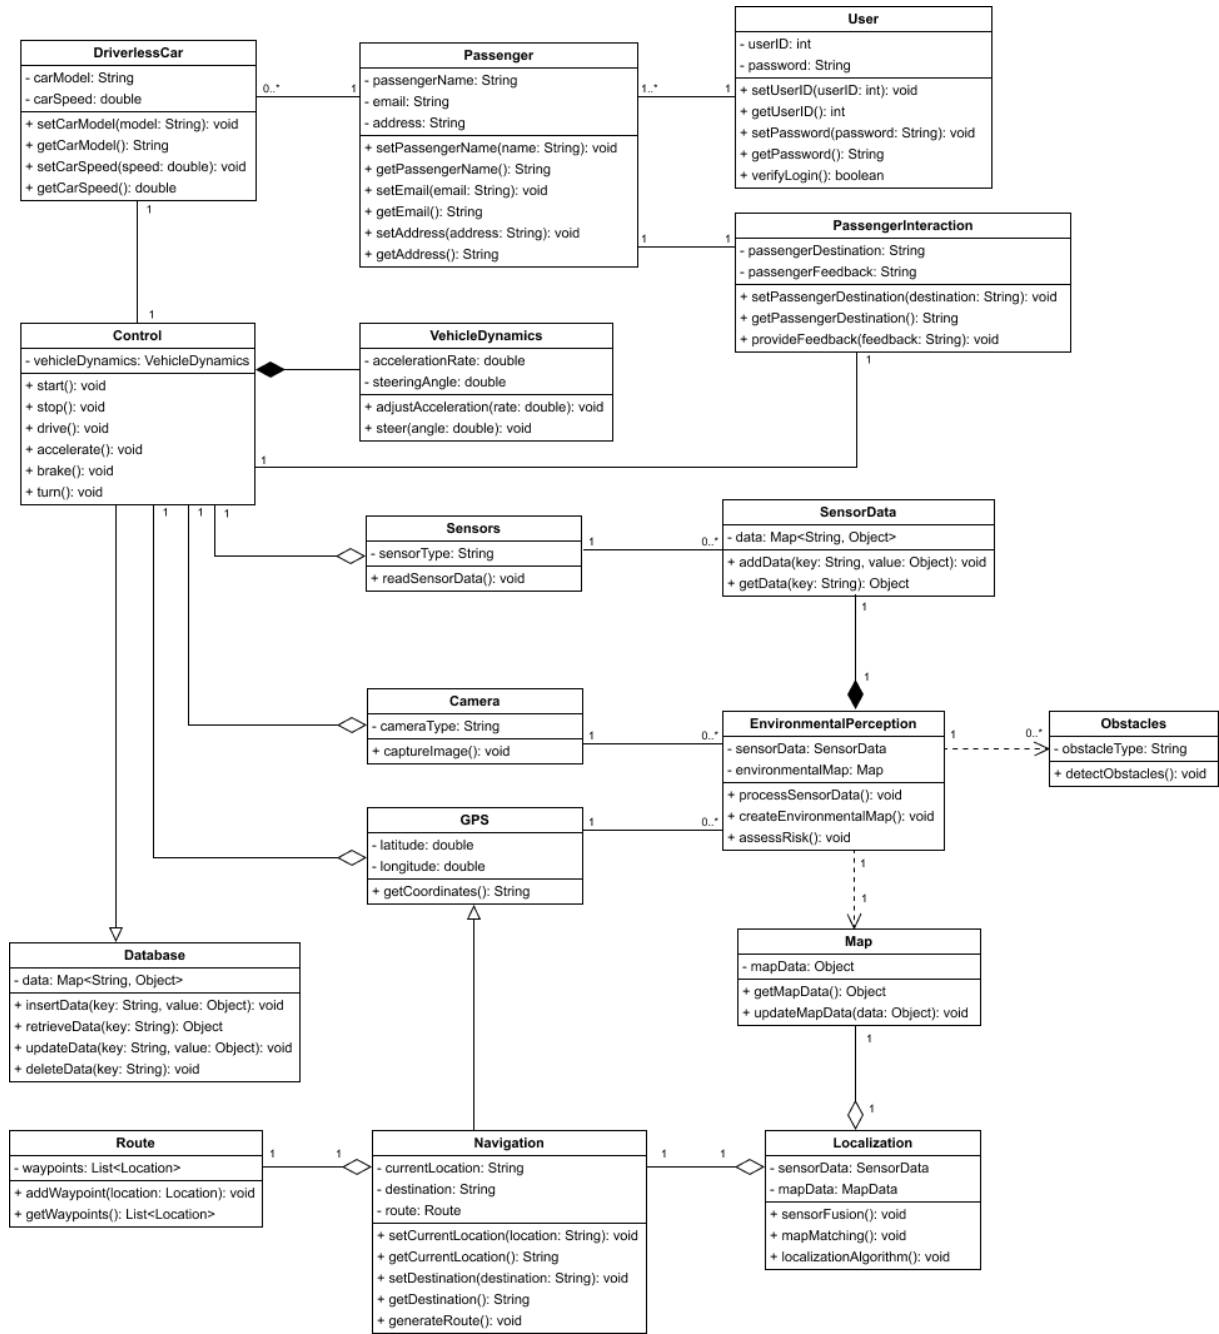 User
- userID: int
- password: String
+ setUserID(userID: int): void
+ getUserID(): int
+ setPassword(password: String): void
+ getPassword(): String
+ verifyLogin(): boolean
DriverlessCar
- carModel: String
- carSpeed: double
+ setCarModel(model: String): void
+ getCarModel(): String
+ setCarSpeed(speed: double): void
+ getCarSpeed(): double
0..*
1
Passenger
- passengerName: String
- email: String
- address: String
+ setPassengerName(name: String): void
+ getPassengerName(): String
+ setEmail(email: String): void
+ getEmail(): String
+ setAddress(address: String): void
+ getAddress(): String
1..*
1
1
1
PassengerInteraction
- passengerDestination: String
- passengerFeedback: String
+ setPassengerDestination(destination: String): void
+ getPassengerDestination(): String
+ provideFeedback(feedback: String): void
1
1
1
Control
- vehicleDynamics: VehicleDynamics
+ start(): void
+ stop(): void
+ drive(): void
+ accelerate(): void
+ brake(): void
+ turn(): void
VehicleDynamics
- accelerationRate: double
- steeringAngle: double
+ adjustAcceleration(rate: double): void
+ steer(angle: double): void
1
1
1
1
Sensors
- sensorType: String
+ readSensorData(): void
1
0..*
SensorData
- data: Map<String, Object>
+ addData(key: String, value: Object): void
+ getData(key: String): Object
1
1
Camera
- cameraType: String
+ captureImage(): void
1
0..*
EnvironmentalPerception
- sensorData: SensorData
- environmentalMap: Map
+ processSensorData(): void
+ createEnvironmentalMap(): void
+ assessRisk(): void
1
0..*
Obstacles
- obstacleType: String
+ detectObstacles(): void
GPS
- latitude: double
- longitude: double
+ getCoordinates(): String
1
0..*
1
1
Database
- data: Map<String, Object>
+ insertData(key: String, value: Object): void
+ retrieveData(key: String): Object
+ updateData(key: String, value: Object): void
+ deleteData(key: String): void
Map
- mapData: Object
+ getMapData(): Object
+ updateMapData(data: Object): void
1
1
Route
- waypoints: List<Location>
+ addWaypoint(location: Location): void
+ getWaypoints(): List<Location>
1
1
Navigation
- currentLocation: String
- destination: String
- route: Route
+ setCurrentLocation(location: String): void
+ getCurrentLocation(): String
+ setDestination(destination: String): void
+ getDestination(): String
+ generateRoute(): void
1
1
Localization
- sensorData: SensorData
- mapData: MapData
+ sensorFusion(): void
+ mapMatching(): void
+ localizationAlgorithm(): void